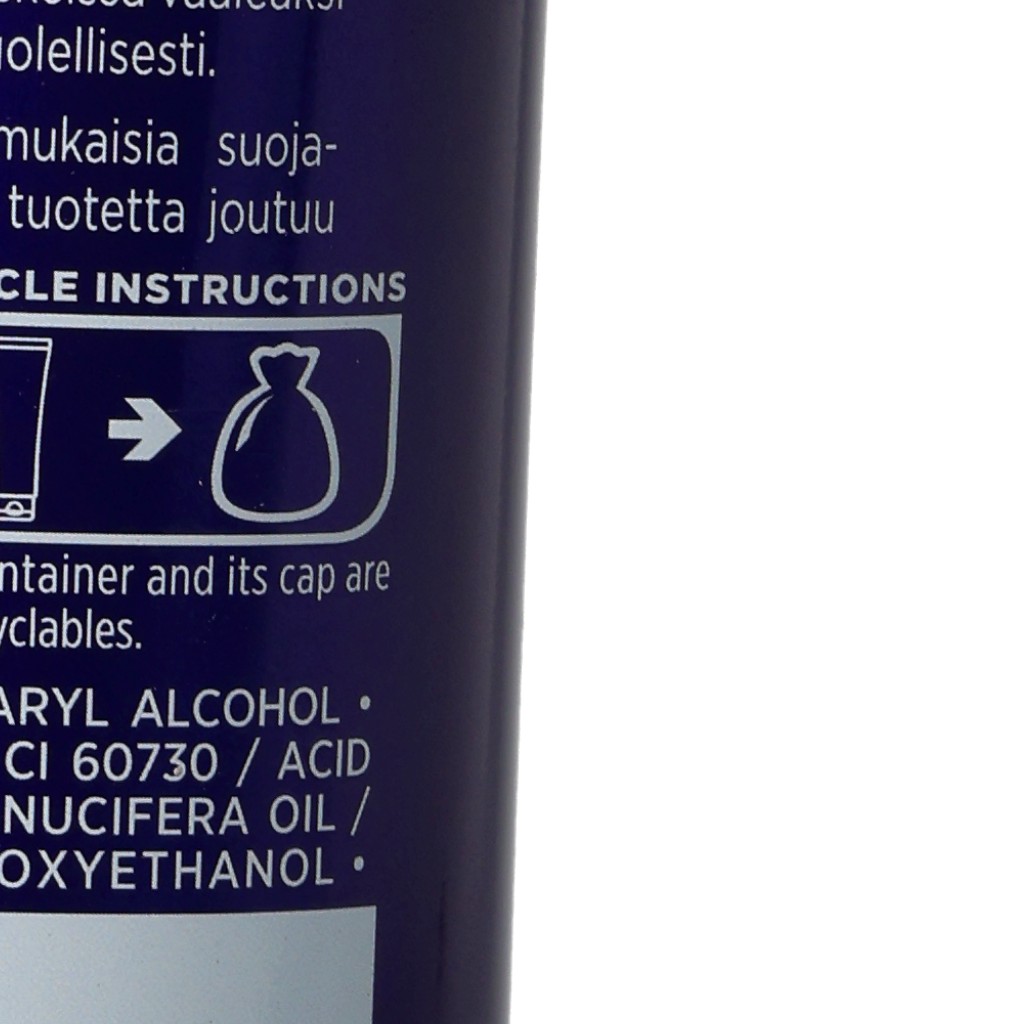 uolellisesti.
mukaisia suoja-
tuotetta joutuu
CLE INSTRUCTIONS
ntainer and its cap are
yclables.
ARYL ALCOHOL •
CI 60730 / ACID
NUCIFERA OIL /
OXYETHANOL •